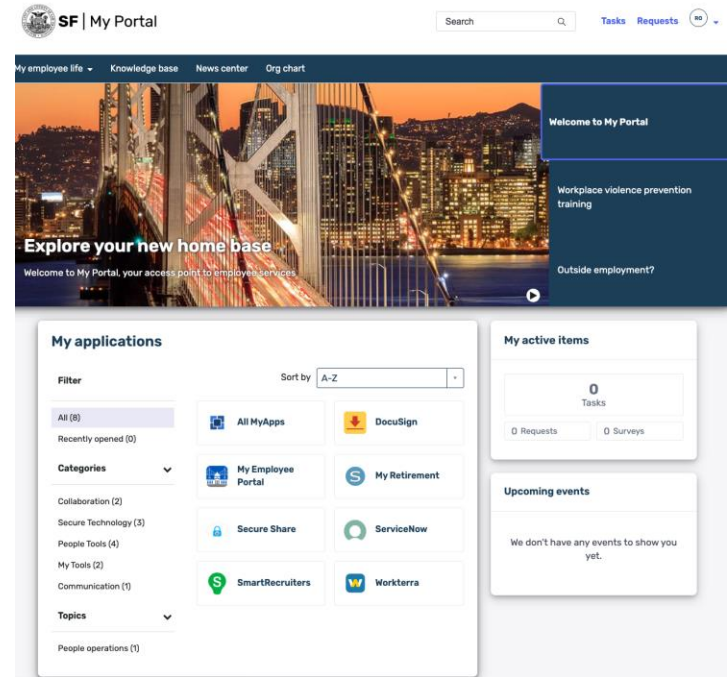 SF | My Portal
Search
Tasks Requests RG
My employee life Knowledge base News center Org chart
Explore your new home base
Welcome to My Portal, your access point to employee services
Welcome to My Portal
Workplace violence prevention
training
Outside employment?
My applications
Filter
Sort by A-Z
All (8)
Recently opened (0)
Categories
Collaboration (2)
Secure Technology (3)
People Tools (4)
My Tools (2)
Communication (1)
Topics
People operations (1)
All MyApps
DocuSign
My Employee
Portal
My Retirement
Secure Share
ServiceNow
SmartRecruiters
Workterra
My active items
0
Tasks
0 Requests
0 Surveys
Upcoming events
We don't have any events to show you
yet.